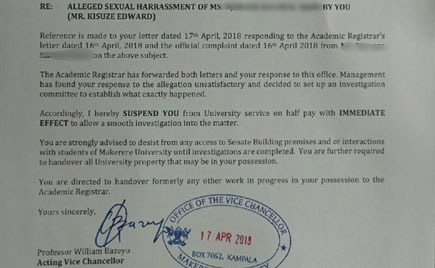 RE: ALLEGED SEXUAL HARRASSMENT OF MS. BY YOU
(MR. KISUZE EDWARD)
Reference is made to your letter dated 17th April, 2018 responding to the Academic Registrar's
letter dated 16th April, 2018 and the official complaint dated 16th April 2018 from
on the above subject.
The Academic Registrar has forwarded both letters and your response to this office. Management
has found your response to the allegation unsatisfactory and decided to set up an investigation
committee to establish what exactly happened.
Accordingly, I hereby SUSPEND YOU from University service on half pay with IMMEDIATE
EFFECT to allow a smooth investigation into the matter.
You are strongly advised to desist from any access to Senate Building premises and or interactions
with students of Makerere University until investigations are completed. You are further required
to handover all University property that may be in your possession.
You are directed to handover formerly any other work in progress in your possession to the
Academic Registrar.
Yours sincerely,
OFFICE OF THE VICE CHANCELLOR
17 APR 2018
BOX 7062, KAMPALA
Professor William Bazeyo
Acting Vice Chancellor